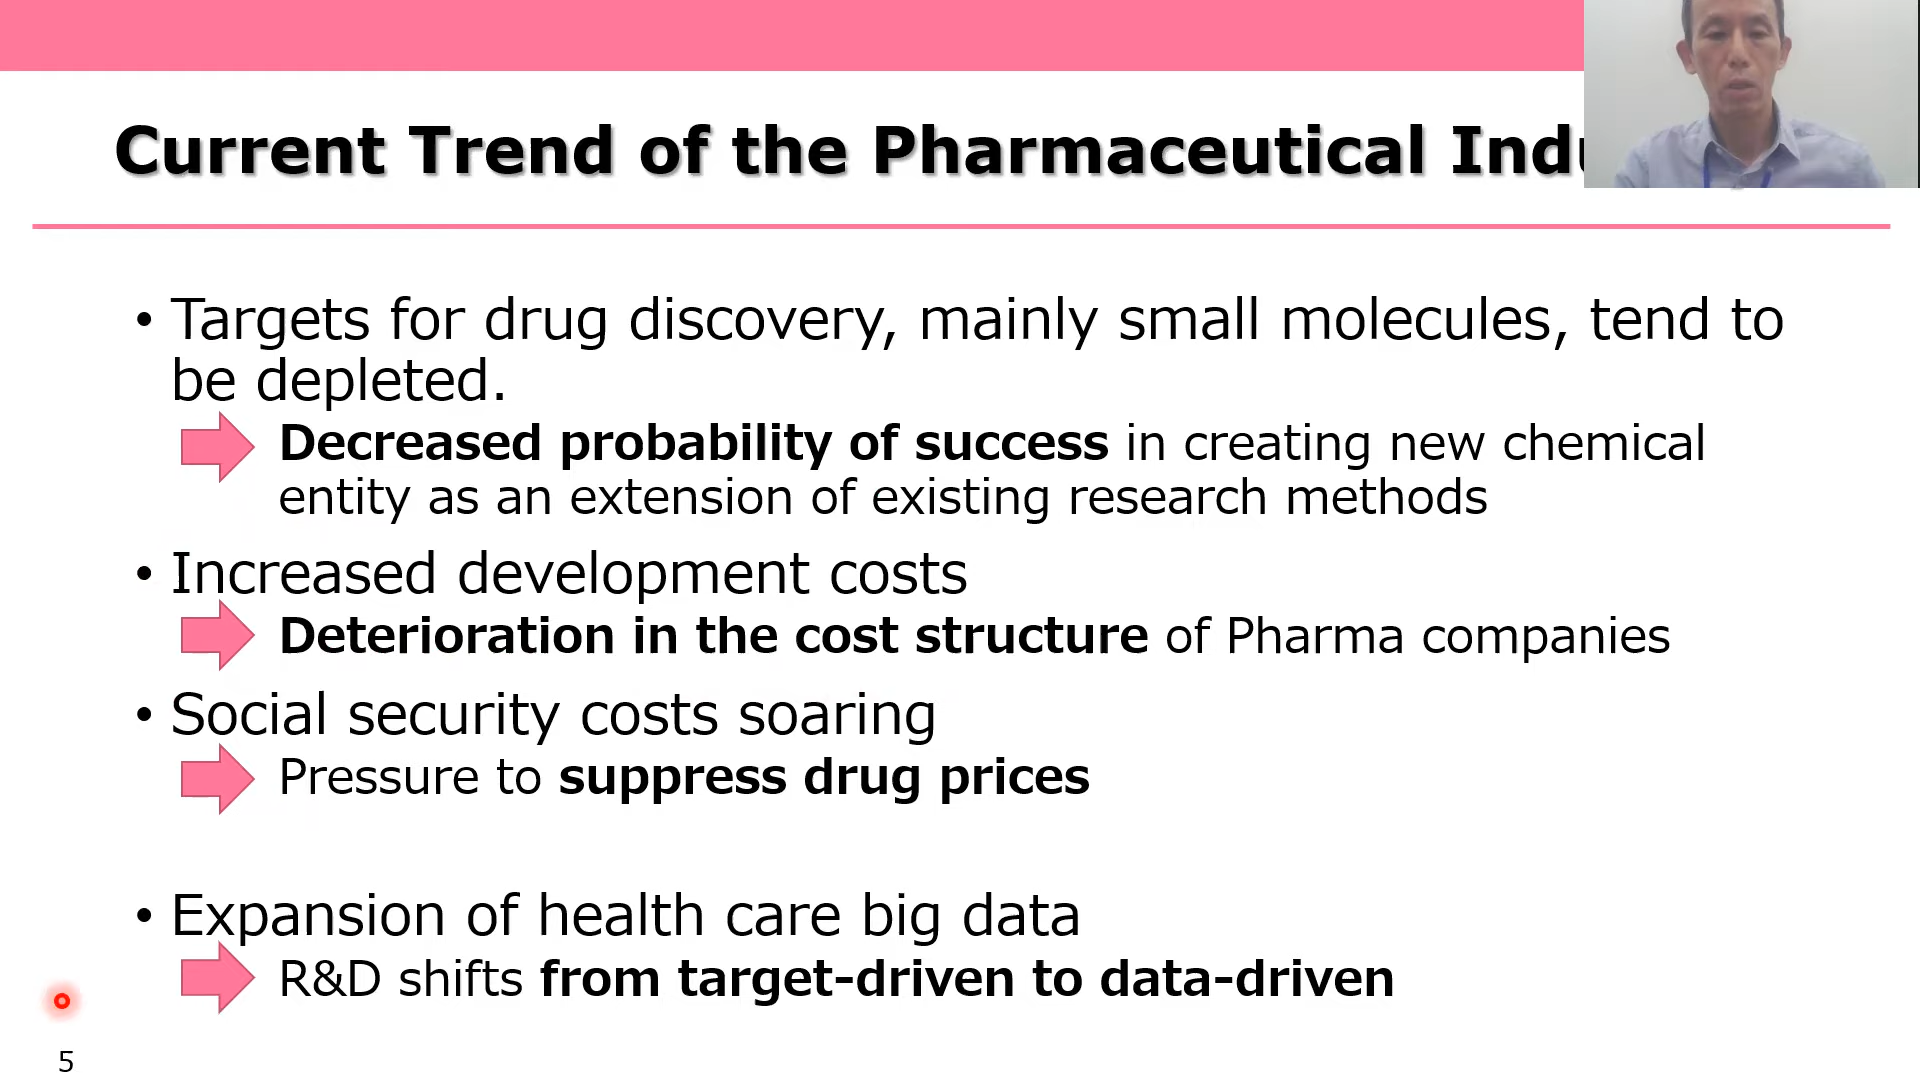 Current Trend of the Pharmaceutical
• Targets for drug discovery, mainly small molecules, tend to
be depleted.
Decreased probability of success in creating new chemical
entity as an extension of existing research methods
• Increased development costs
Deterioration in the cost structure of Pharma companies
• Social security costs soaring
Pressure to suppress drug prices
• Expansion of health care big data
R&D shifts from target-driven to data-driven
5